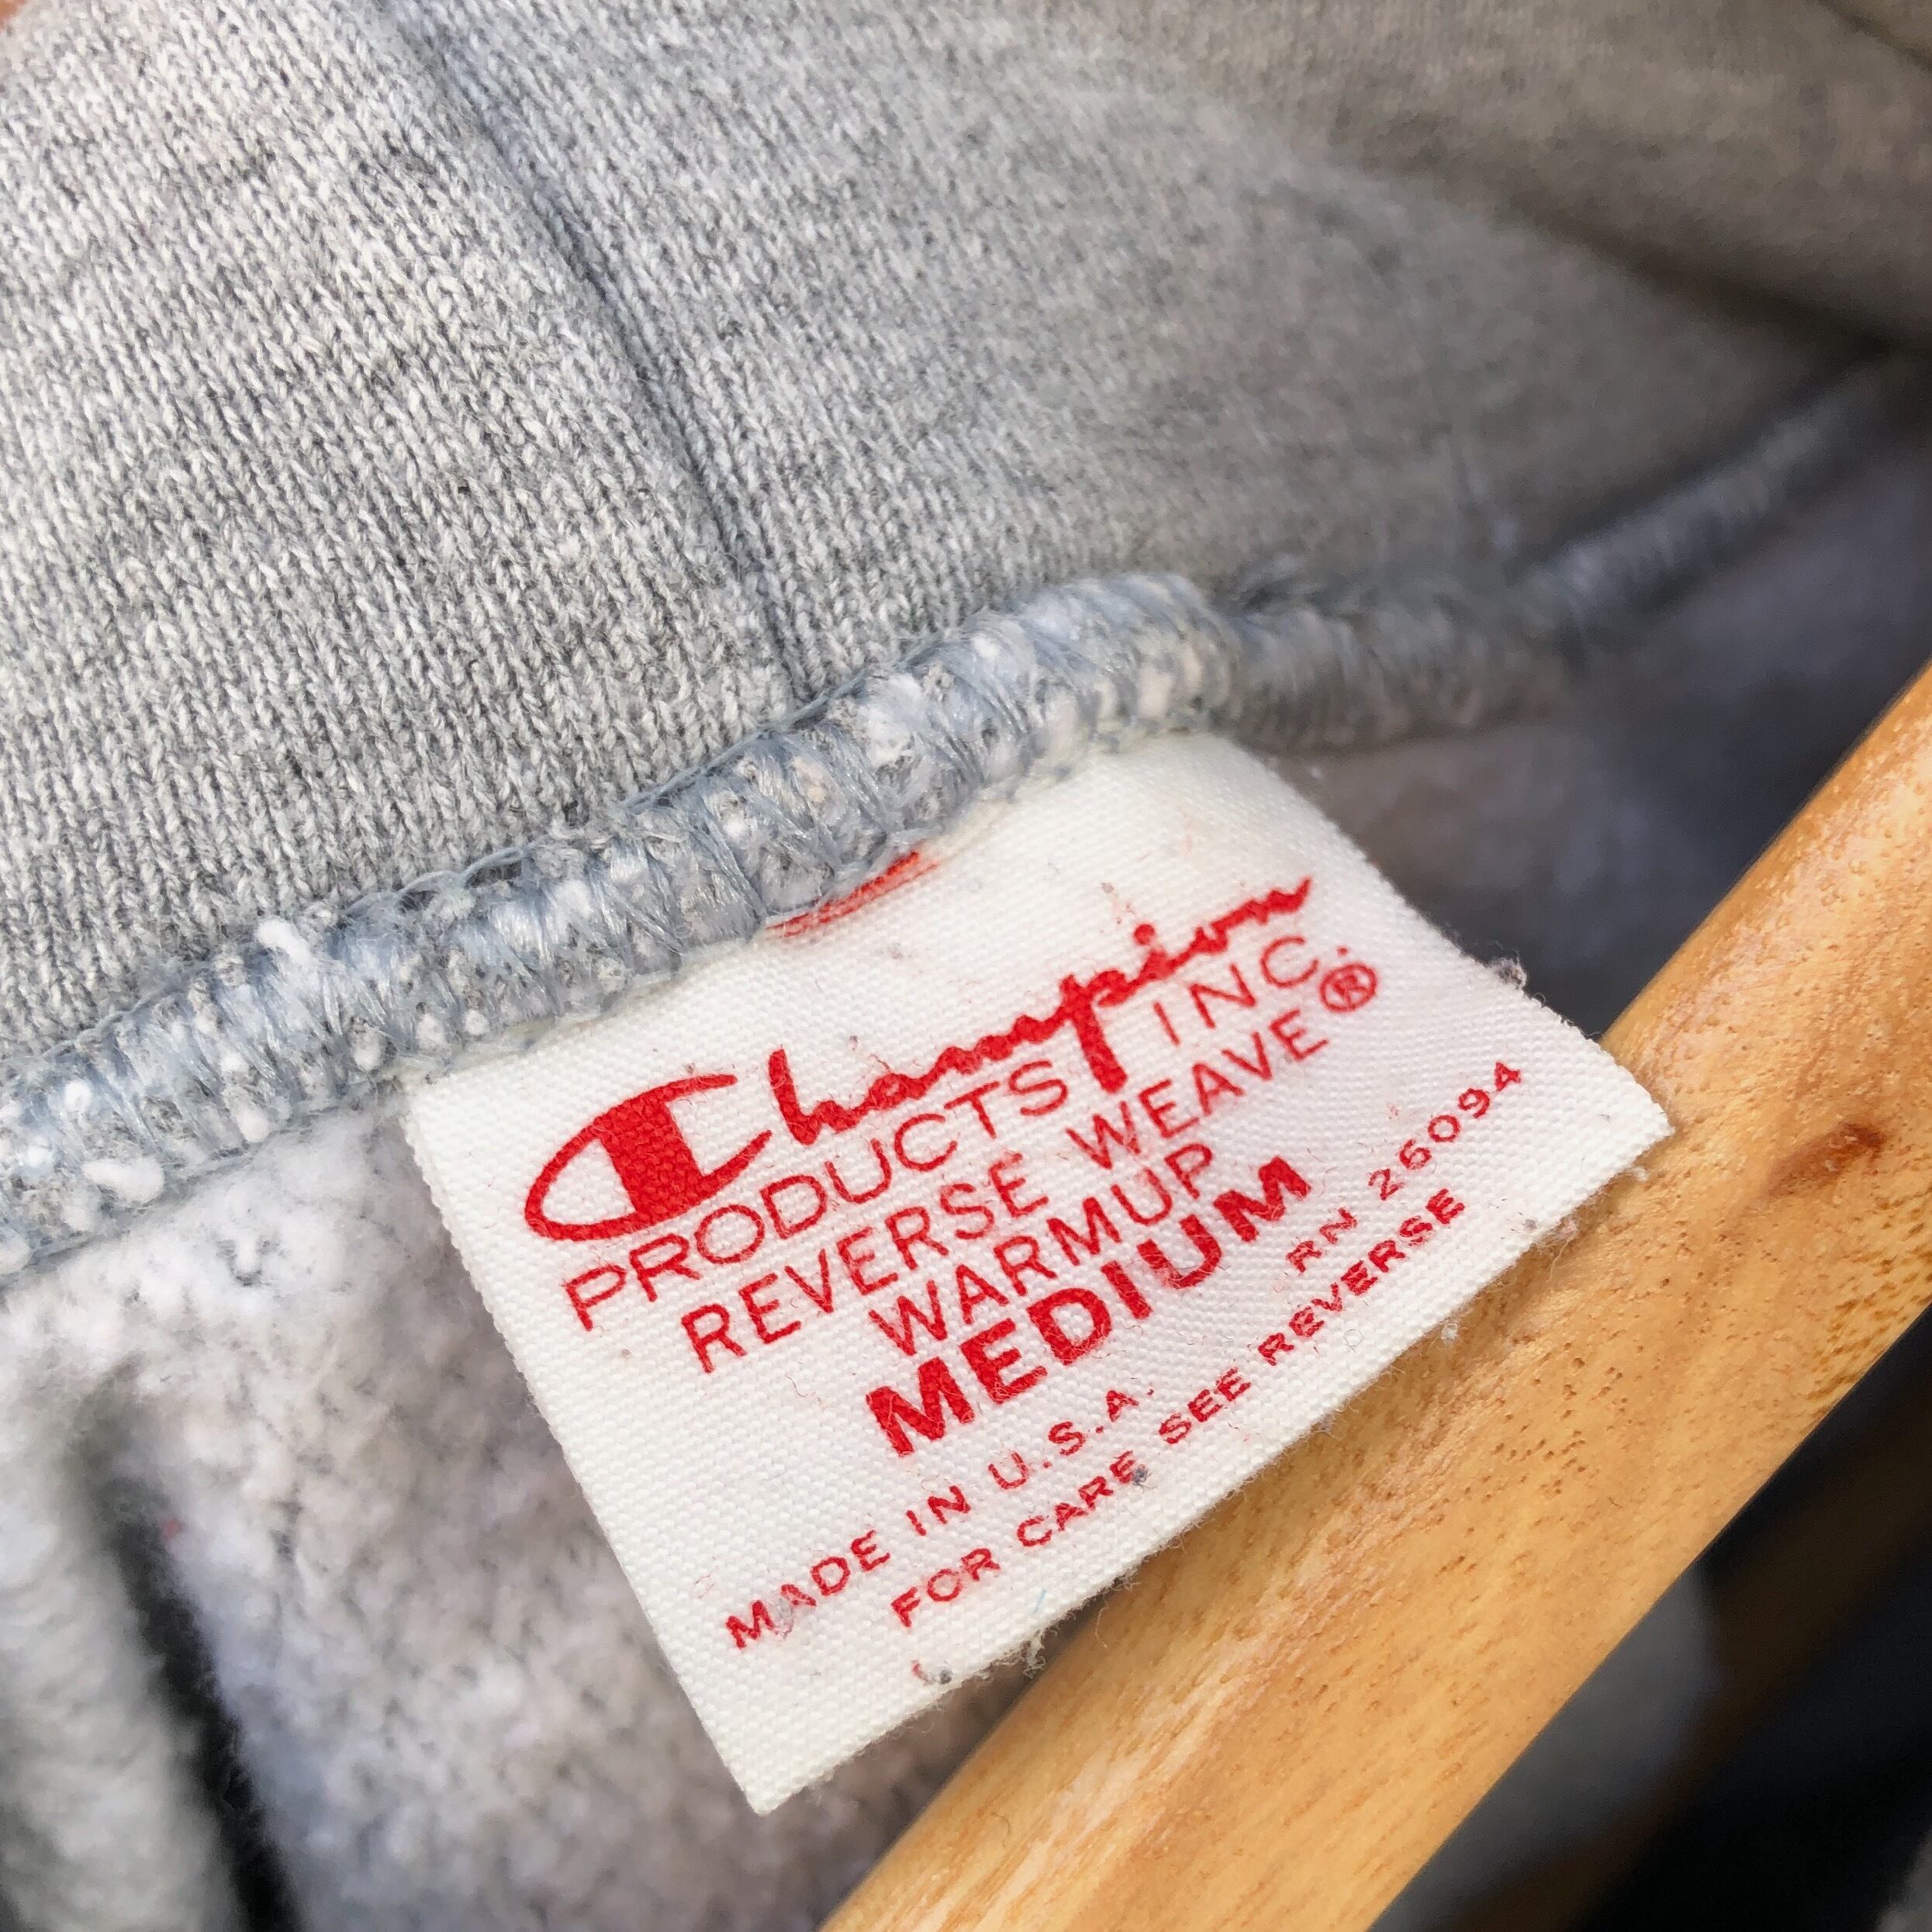 Champion
PRODUCTS INC.
REVERSE WEAVE®
WARMUP
MEDIUM
MADE IN U.S.A. RN 26094
FOR CARE SEE REVERSE